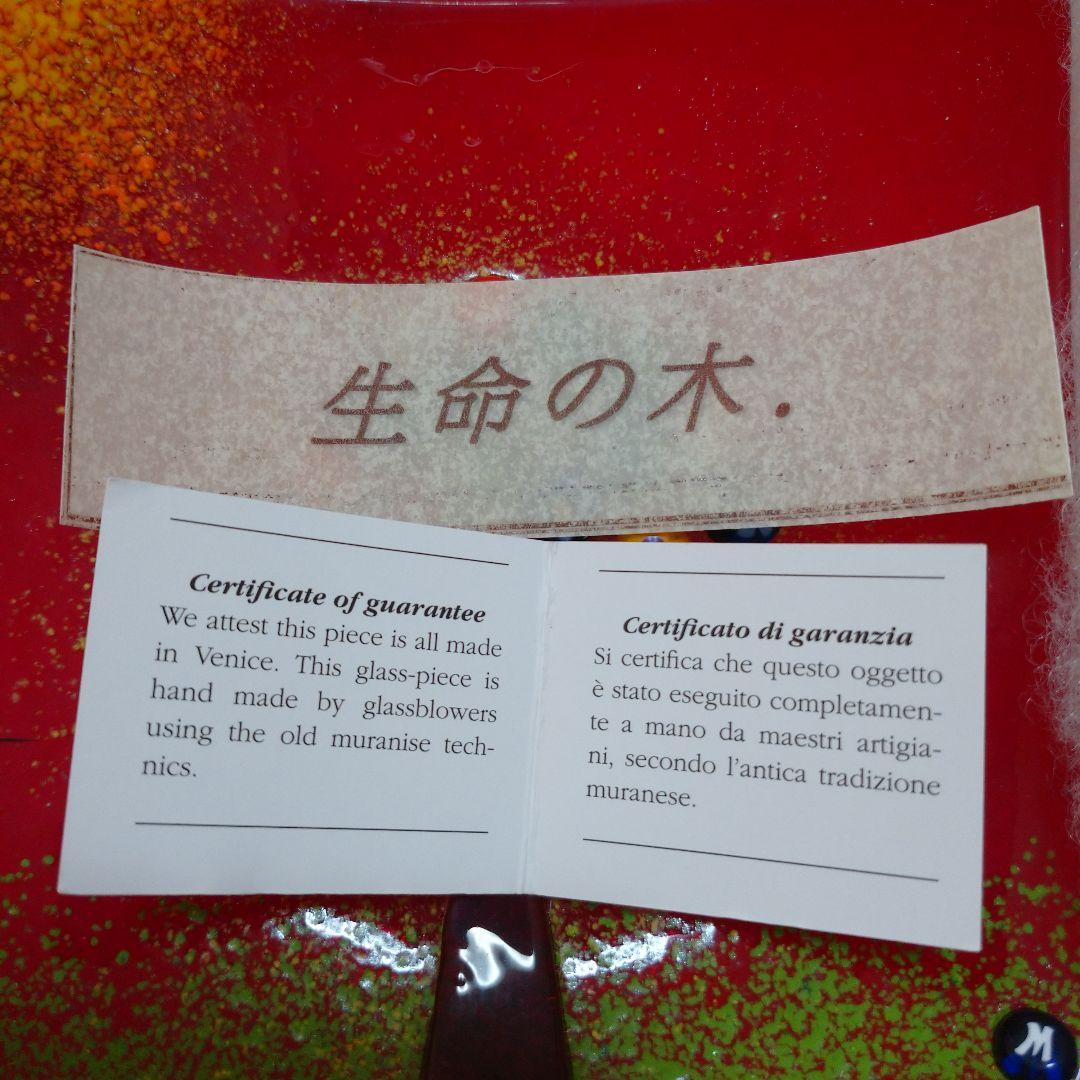 生命の木.
Certificate of guarantee
We attest this piece is all made
in Venice. This glass-piece is
hand made by glassblowers
using the old muranise tech-
nics.
Certificato di garanzia
Si certifica che questo oggetto
è stato eseguito completamen-
te a mano da maestri artigia-
ni, secondo l'antica tradizione
muranese.
M